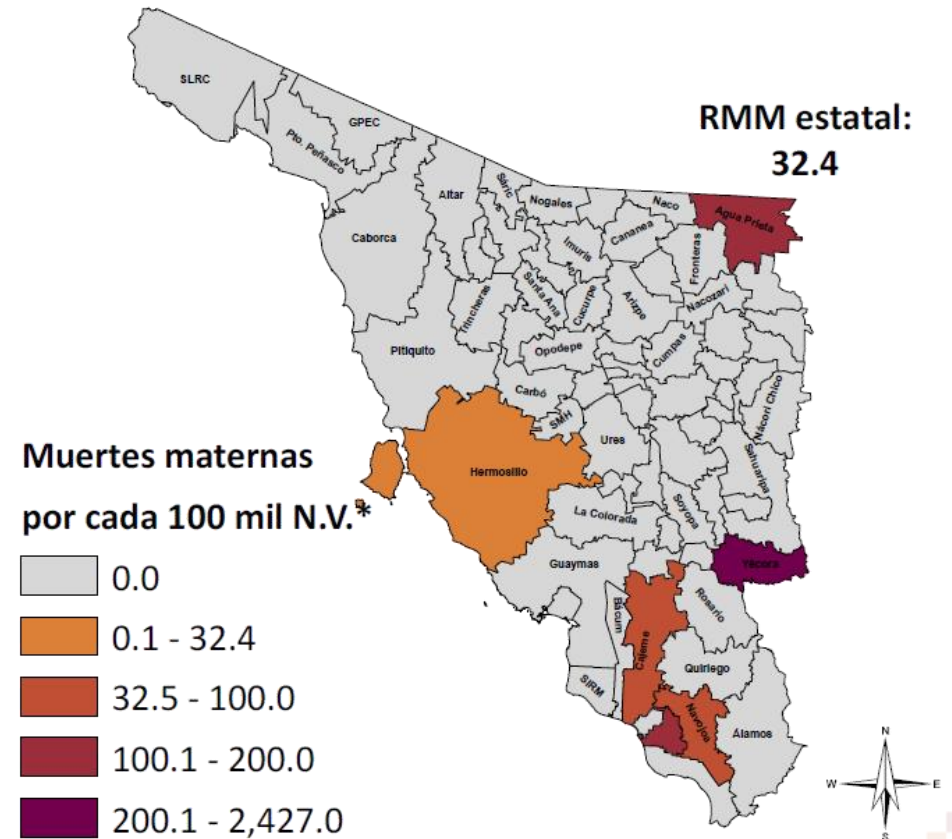 SLRC
GPEC
Pto. Peñasco
RMM estatal:
32.4
Altar
Sáric
Nogales
Naco
Agua Prieta
Caborca
Imuris
Cananea
Fronteras
Trincheras
Santa Ana
Cucurpe
Arizpe
Nacozari
Pitiquito
Opodepe
Cumpas
Carbó
Nácori Chico
SMH
Ures
Muertes maternas
Hermosillo
Sahuaripa
por cada 100 mil N.V.*
La Colorada
Soyopa
0.0
Guaymas
Yécora
0.1 - 32.4
Bácum
Rosario
Cajeme
32.5 - 100.0
Quiriego
SIRM
Navojoa
100.1 - 200.0
Álamos
N
W
E
S
200.1 - 2,427.0